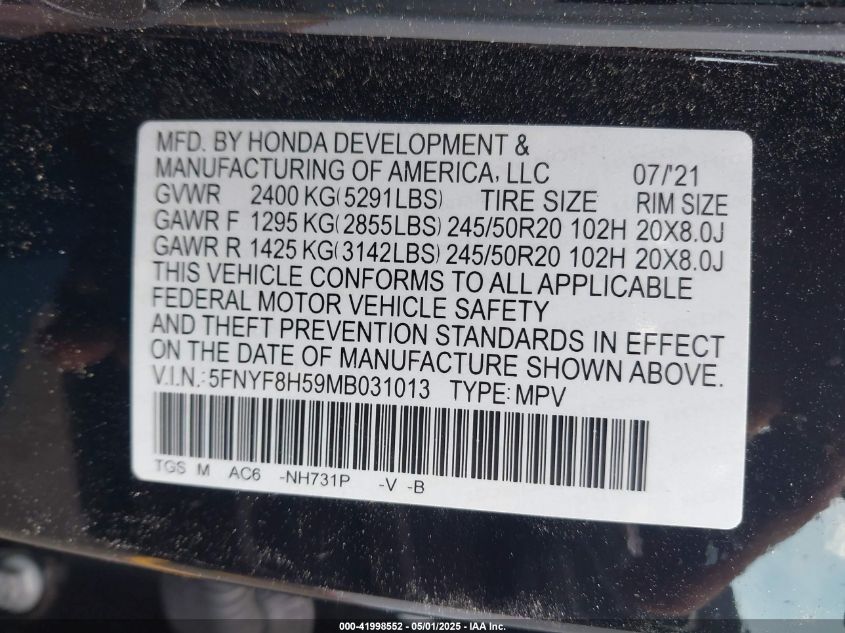 MFD. BY HONDA DEVELOPMENT &
MANUFACTURING OF AMERICA, LLC 07/'21
GVWR 2400 KG(5291LBS) TIRE SIZE RIM SIZE
GAWR F 1295 KG(2855LBS) 245/50R20 102H 20X8.0J
GAWR R 1425 KG(3142LBS) 245/50R20 102H 20X8.0J
THIS VEHICLE CONFORMS TO ALL APPLICABLE
FEDERAL MOTOR VEHICLE SAFETY
AND THEFT PREVENTION STANDARDS IN EFFECT
ON THE DATE OF MANUFACTURE SHOWN ABOVE.
V.I.N.: 5FNYF8H59MB031013 TYPE: MPV
TGS M AC6 -NH731P -V -B
000-41998552 - 05/01/2025 - IAA Inc.